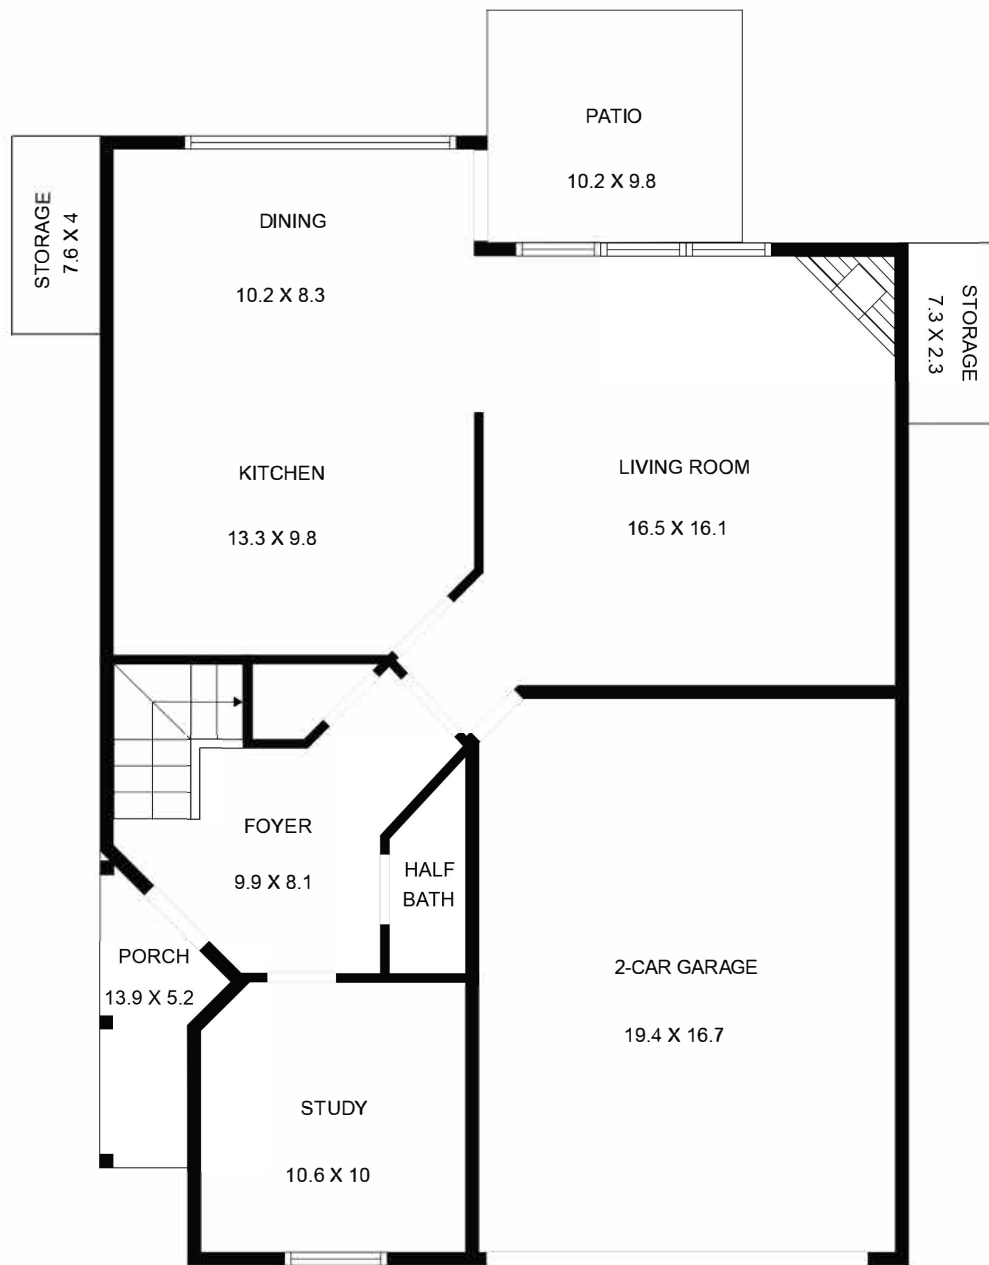 PATIO
10.2 X 9.8
STORAGE
7.6 X 4
DINING
10.2 X 8.3
STORAGE
7.3 X 2.3
KITCHEN
13.3 X 9.8
LIVING ROOM
16.5 X 16.1
FOYER
9.9 X 8.1
HALF
BATH
PORCH
13.9 X 5.2
2-CAR GARAGE
19.4 X 16.7
STUDY
10.6 X 10